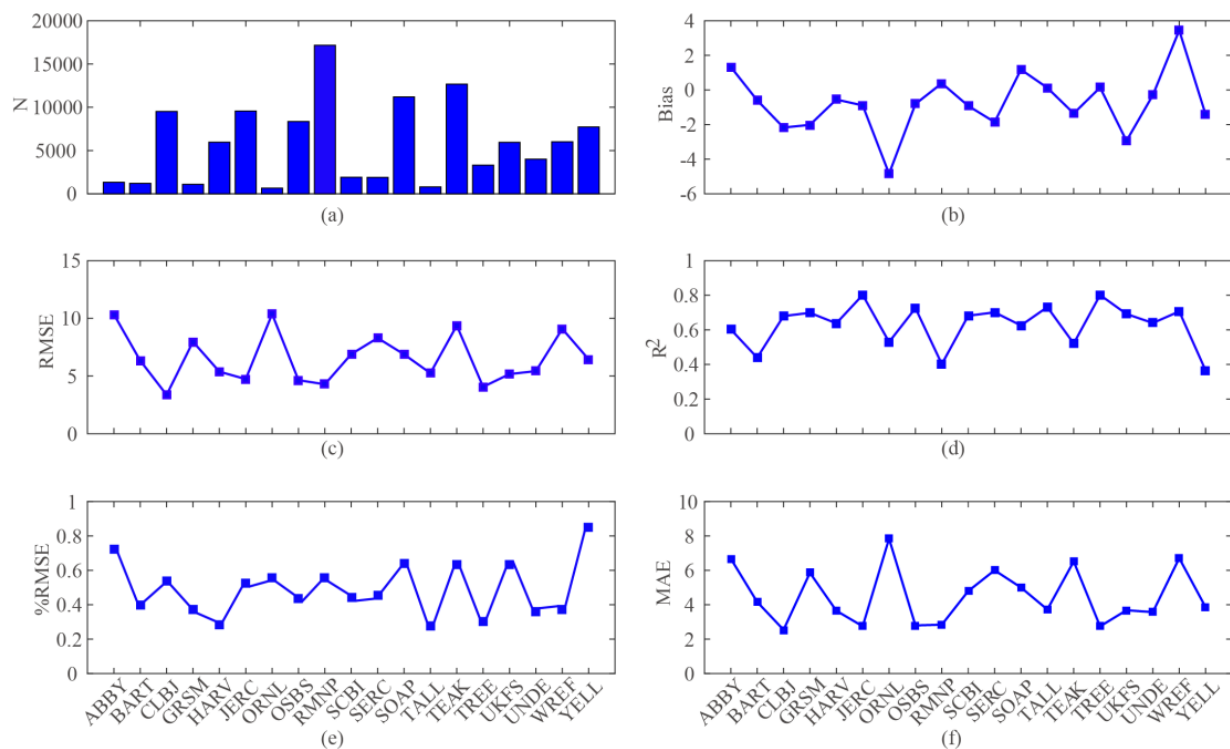 20000
15000
10000
5000
0
N
(a)
4
2
0
-2
-4
-6
Bias
(b)
15
10
5
0
RMSE
(c)
1
0.8
0.6
0.4
0.2
0
R2
(d)
1
0.8
0.6
0.4
0.2
0
%RMSE
ABBY
BART
CLBJ
GRSM
HARV
JERC
ORNL
OSBS
RMNP
SCBI
SERC
SOAP
TALL
TEAK
TREE
UKFS
UNDE
WREF
YELL
(e)
10
8
6
4
2
0
MAE
ABBY
BART
CLBJ
GRSM
HARV
JERC
ORNL
OSBS
RMNP
SCBI
SERC
SOAP
TALL
TEAK
TREE
UKFS
UNDE
WREF
YELL
(f)